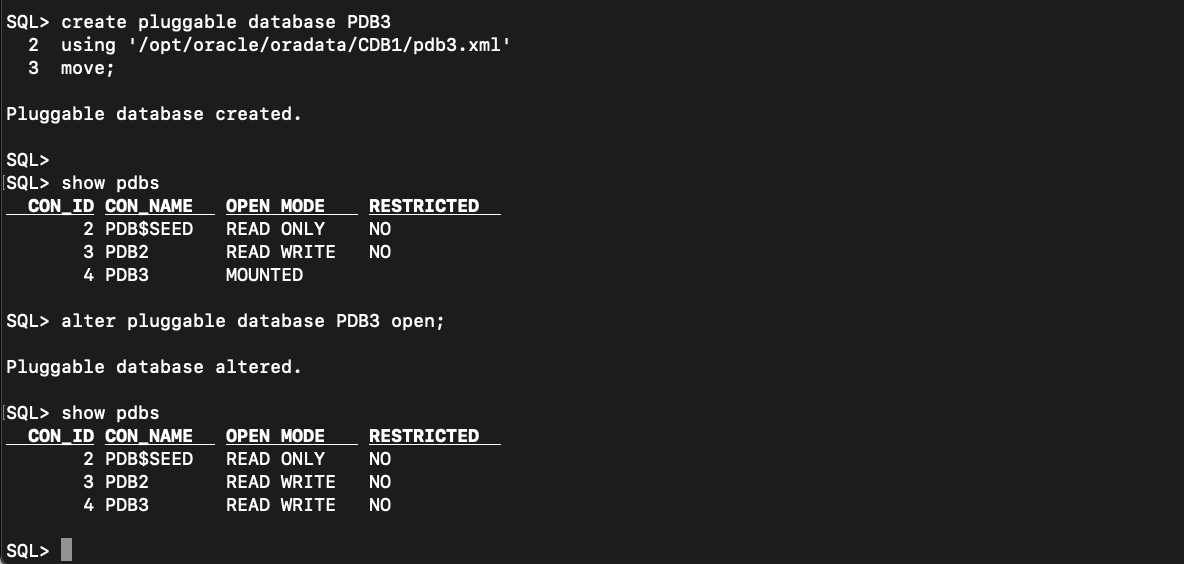 SQL> create pluggable database PDB3
  2  using '/opt/oracle/oradata/CDB1/pdb3.xml'
  3  move;
Pluggable database created.
SQL>
SQL> show pdbs
  CON_ID CON_NAME   OPEN MODE    RESTRICTED
       2 PDB$SEED   READ ONLY    NO
       3 PDB2       READ WRITE   NO
       4 PDB3       MOUNTED
SQL> alter pluggable database PDB3 open;
Pluggable database altered.
SQL> show pdbs
  CON_ID CON_NAME   OPEN MODE    RESTRICTED
       2 PDB$SEED   READ ONLY    NO
       3 PDB2       READ WRITE   NO
       4 PDB3       READ WRITE   NO
SQL>